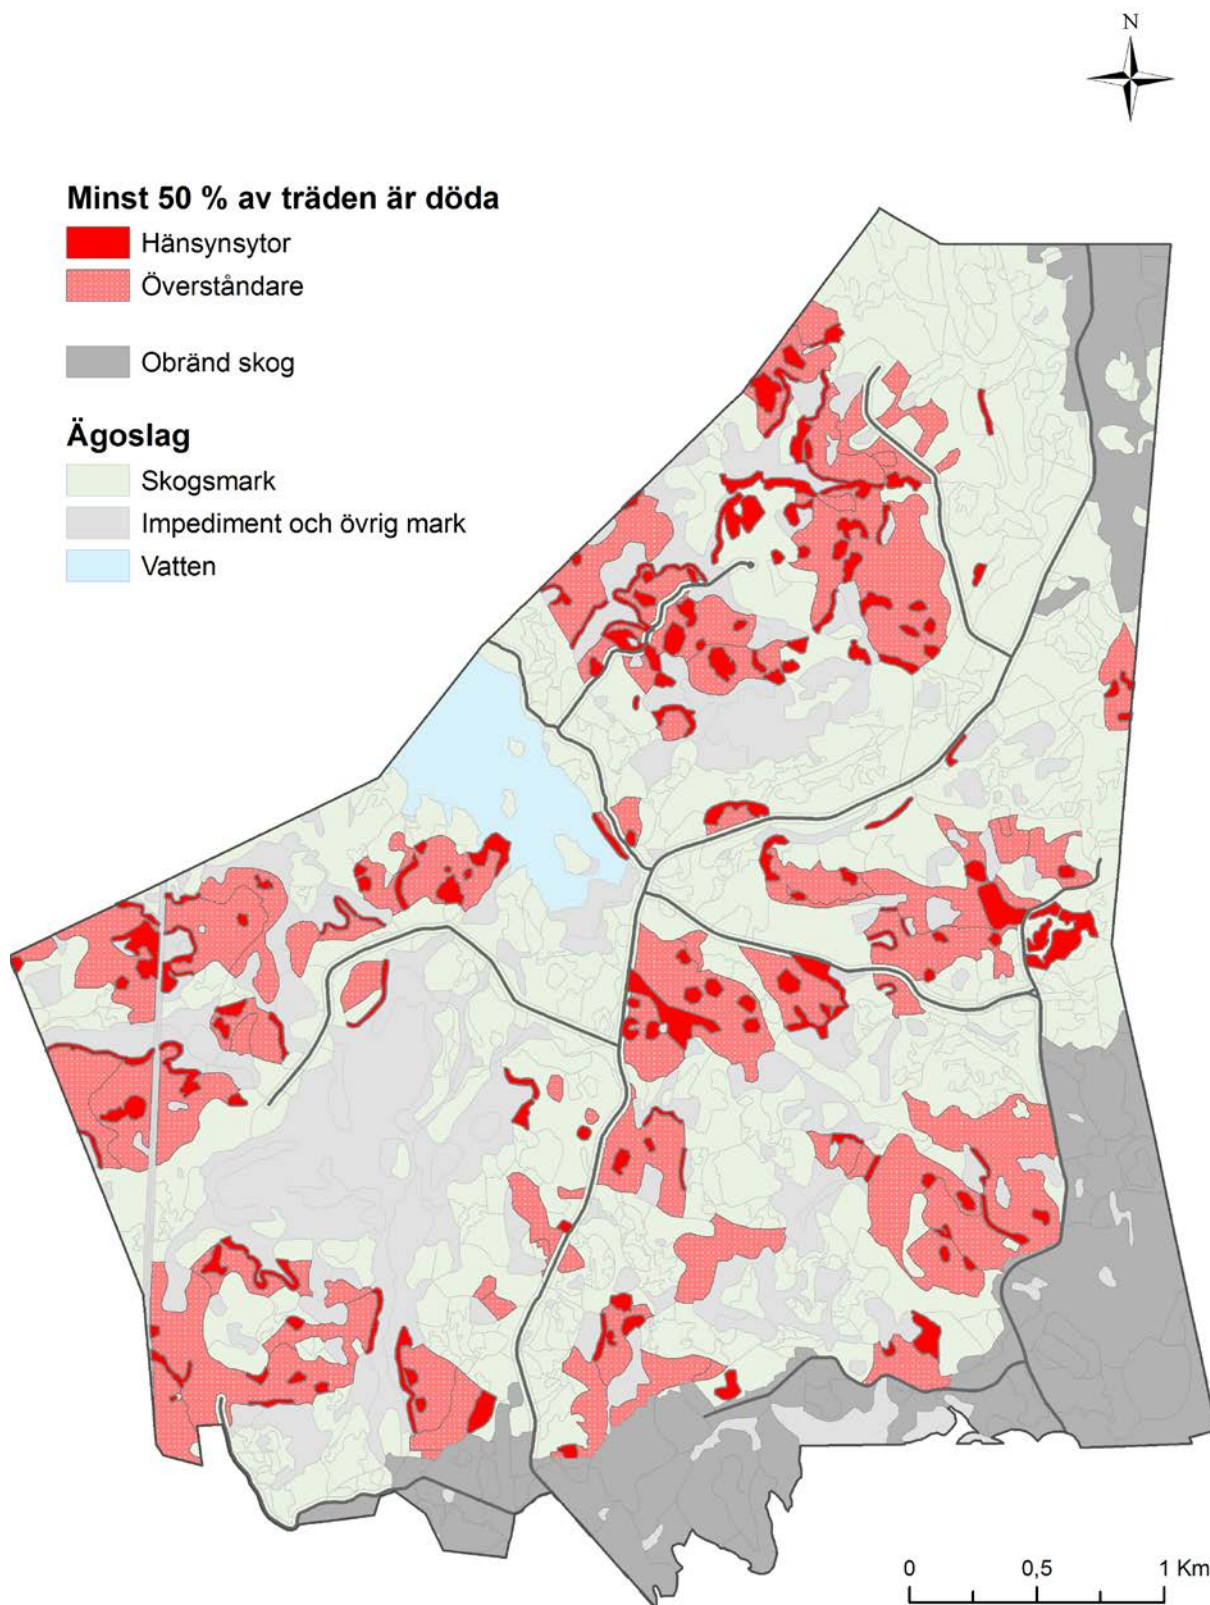 N
Minst 50 % av träden är döda
Hänsynsytor
Överståndare
Obränd skog
Ägoslag
Skogsmark
Impediment och övrig mark
Vatten
0 0,5 1 Km